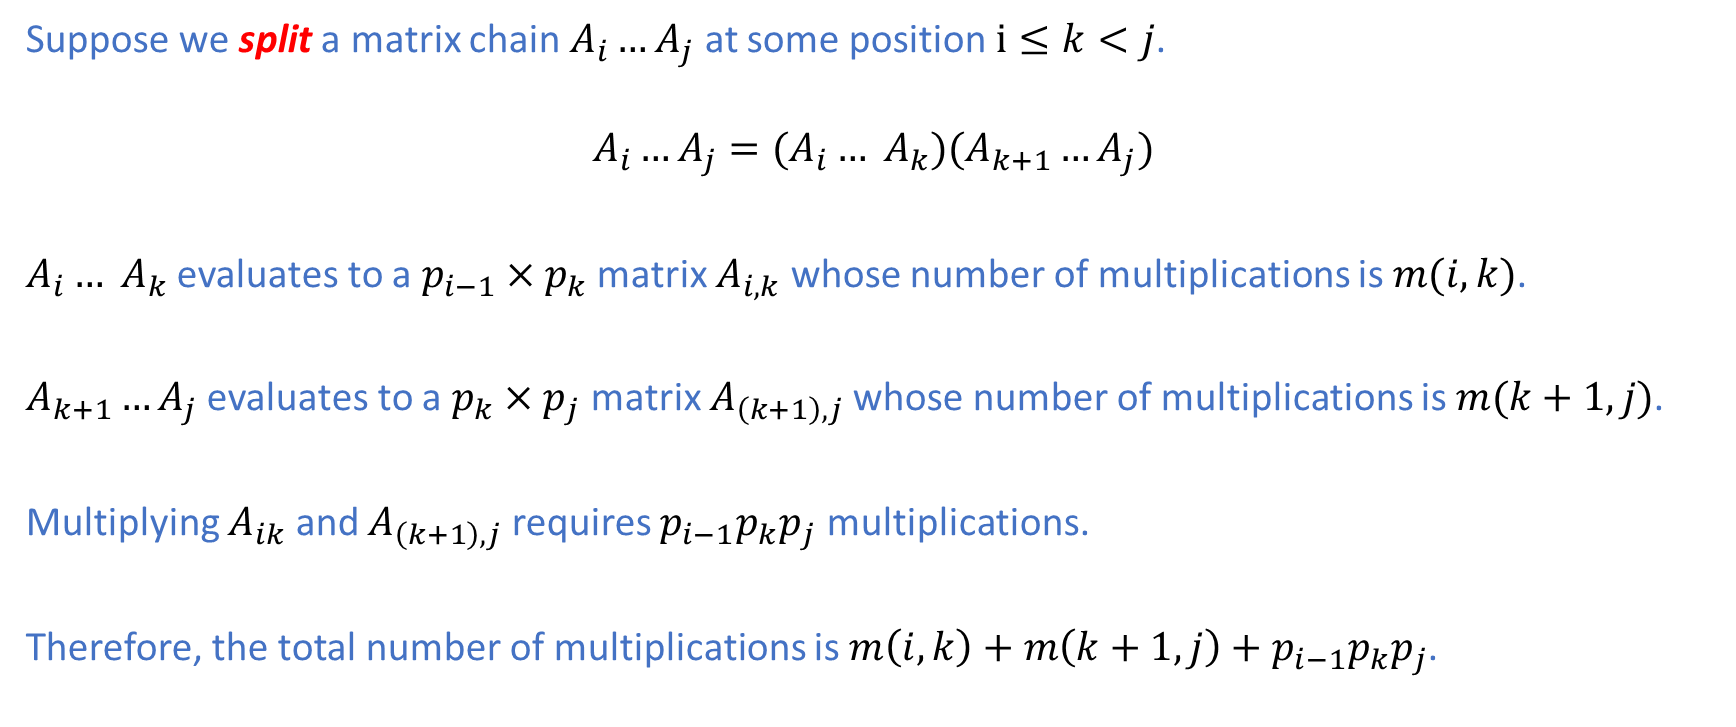 Suppose we split a matrix chain A_i … A_j at some position i ≤ k < j.
A_i … A_j = (A_i … A_k)(A_{k+1} … A_j)
A_i … A_k evaluates to a p_{i−1} × p_k matrix A_{i,k} whose number of multiplications is m(i, k).
A_{k+1} … A_j evaluates to a p_k × p_j matrix A_{(k+1),j} whose number of multiplications is m(k + 1, j).
Multiplying A_{ik} and A_{(k+1),j} requires p_{i−1}p_kp_j multiplications.
Therefore, the total number of multiplications is m(i, k) + m(k + 1, j) + p_{i−1}p_kp_j.